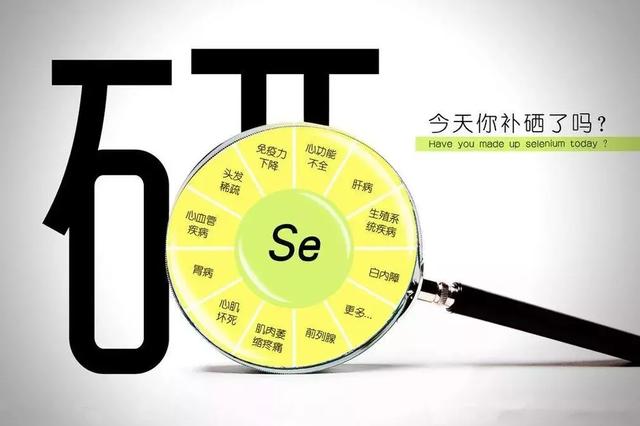 硒
今天你补硒了吗?
Have you made up selenium today ?
心功能
不全
肝病
生殖系
统疾病
白内障
更多...
前列腺
肌肉萎
缩疼痛
心肌
坏死
胃病
心血管
疾病
头发
稀疏
免疫力
下降
Se